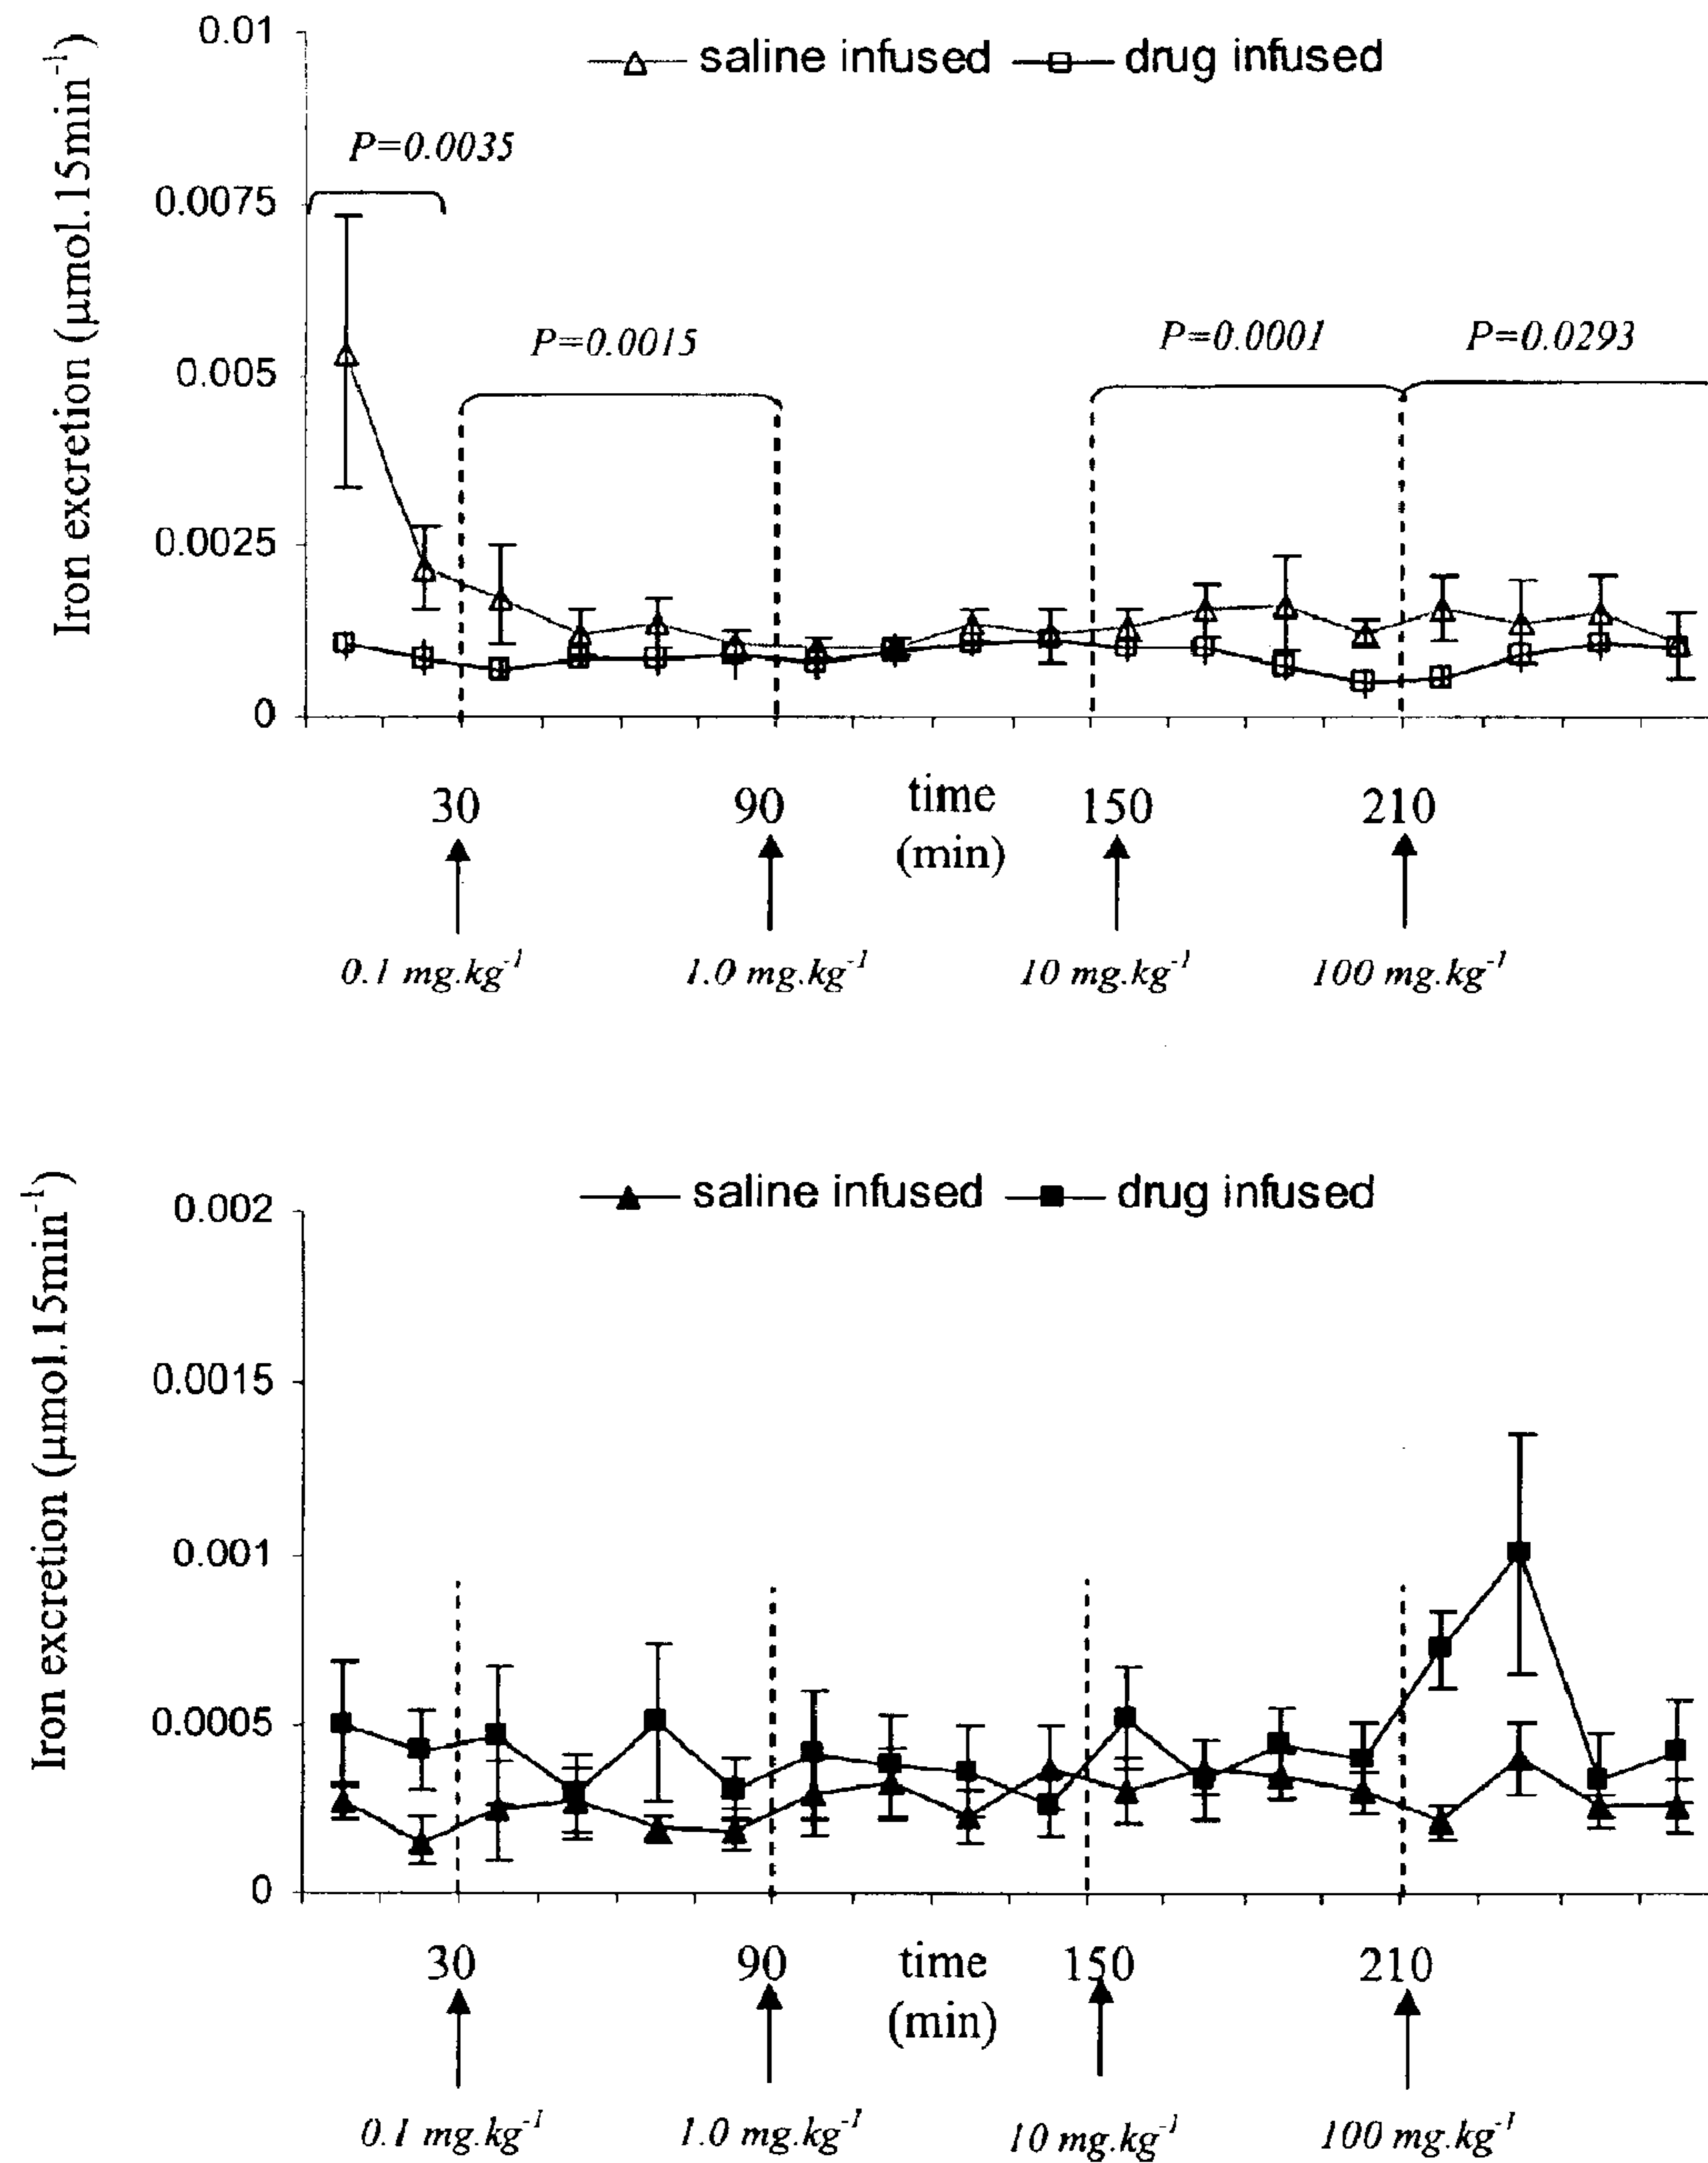 0.01
saline infused drug infused
P=0.0035
0.0075
P=0.0015 P=0.0001 P=0.0293
0.005
0.0025
0
Iron excretion (µmol.15min⁻¹)
30 90 time 150 210
(min)
0.1 mg.kg⁻¹ 1.0 mg.kg⁻¹ 10 mg.kg⁻¹ 100 mg.kg⁻¹
saline infused drug infused
0.002
0.0015
0.001
0.0005
0
Iron excretion (µmol.15min⁻¹)
30 90 time 150 210
(min)
0.1 mg.kg⁻¹ 1.0 mg.kg⁻¹ 10 mg.kg⁻¹ 100 mg.kg⁻¹